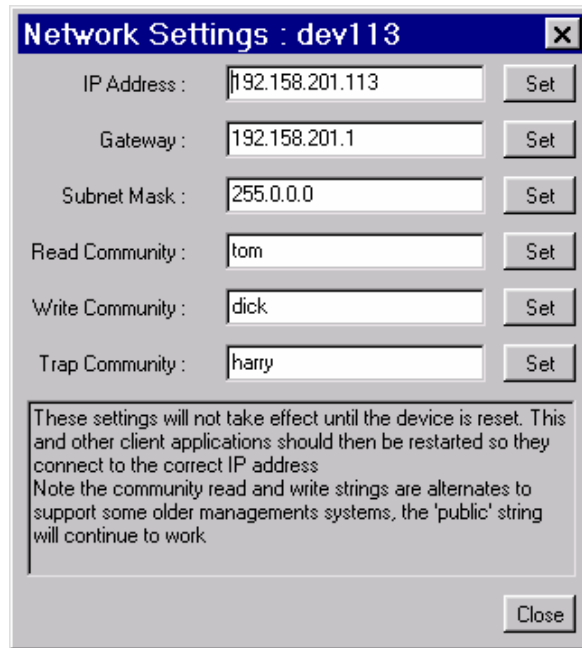 Network Settings : dev113
IP Address : 192.158.201.113 Set
Gateway : 192.158.201.1 Set
Subnet Mask : 255.0.0.0 Set
Read Community : tom Set
Write Community : dick Set
Trap Community : harry Set
These settings will not take effect until the device is reset. This
and other client applications should then be restarted so they
connect to the correct IP address
Note the community read and write strings are alternates to
support some older managements systems, the 'public' string
will continue to work
Close